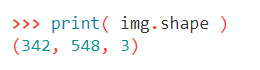 >>> print( img.shape )
(342, 548, 3)